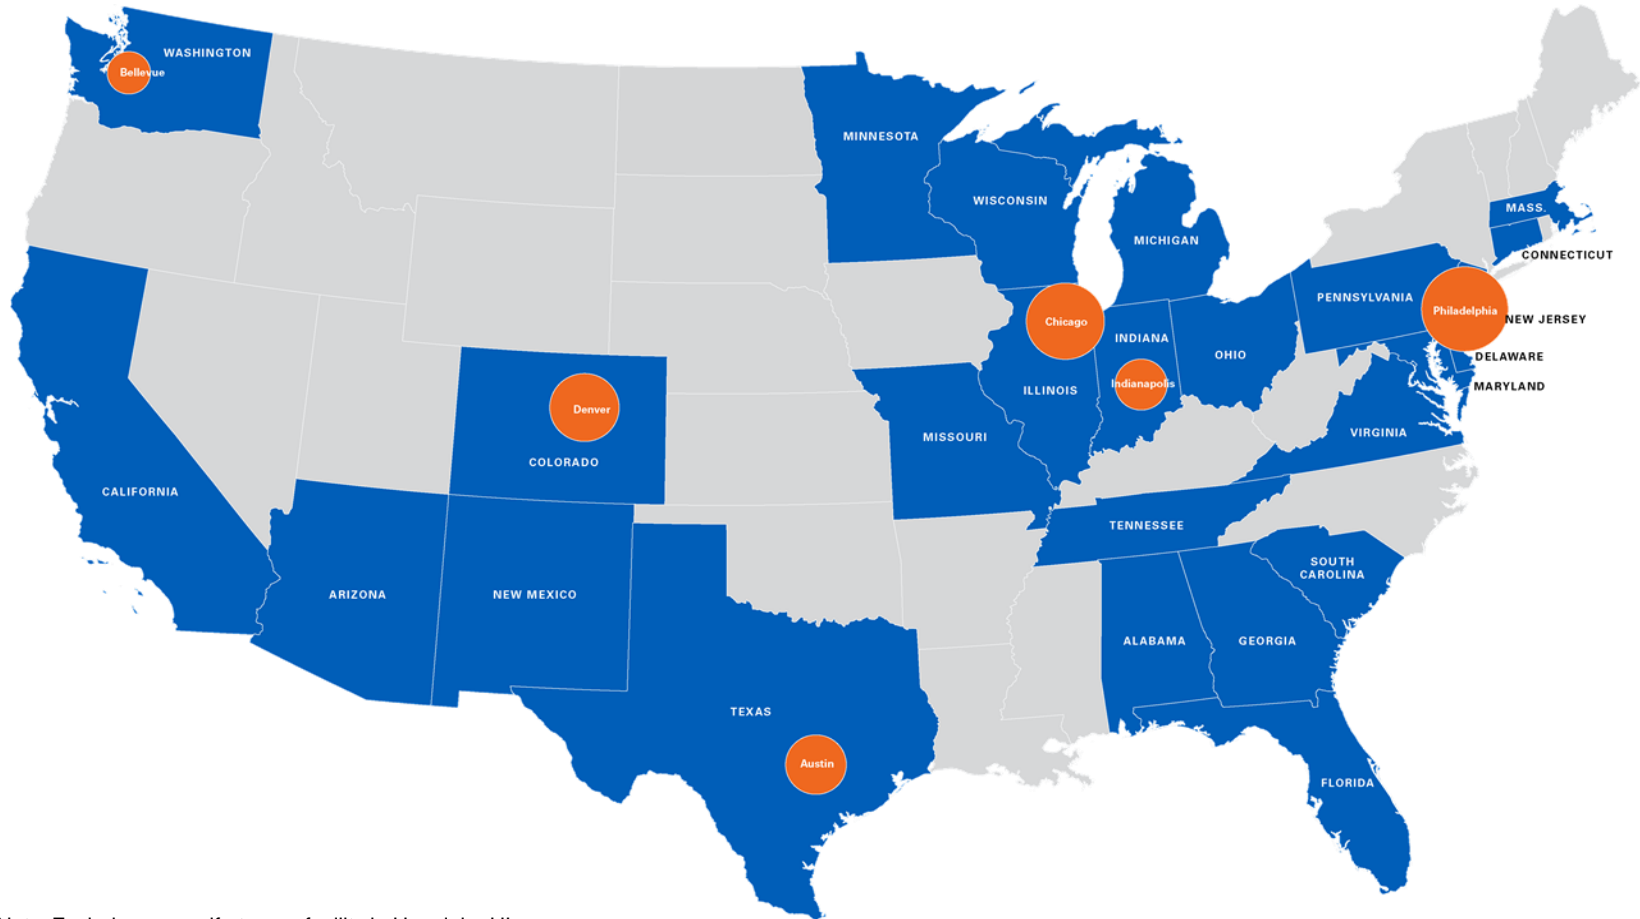 WASHINGTON
Bellevue
MINNESOTA
WISCONSIN
MICHIGAN
MASS.
CONNECTICUT
PENNSYLVANIA
Philadelphia
NEW JERSEY
Chicago
INDIANA
OHIO
DELAWARE
Indianapolis
MARYLAND
ILLINOIS
Denver
COLORADO
MISSOURI
VIRGINIA
CALIFORNIA
TENNESSEE
SOUTH
CAROLINA
ARIZONA
NEW MEXICO
ALABAMA
GEORGIA
TEXAS
Austin
FLORIDA